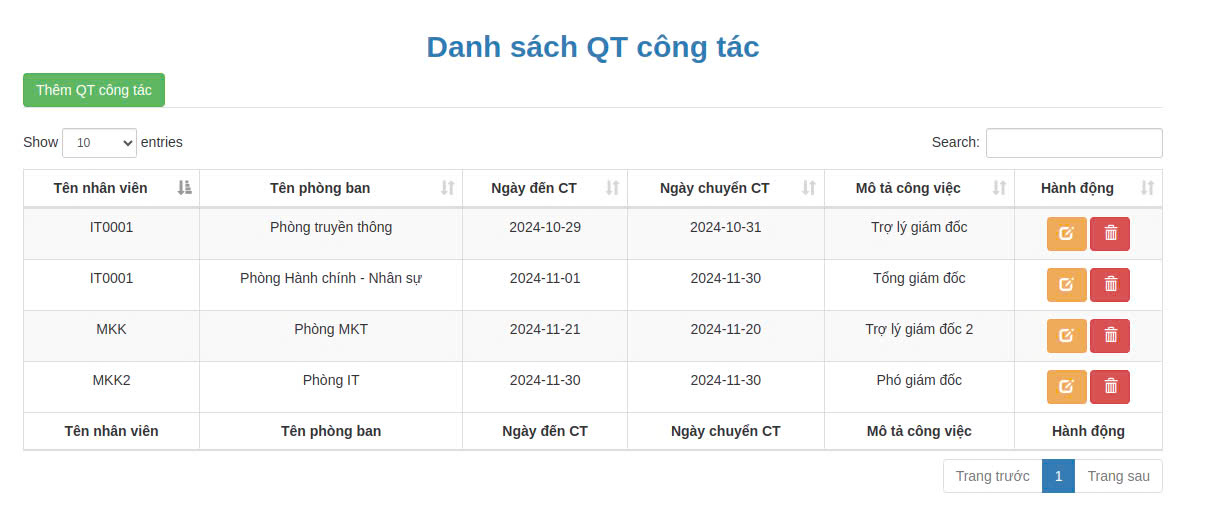 Danh sách QT công tác
Thêm QT công tác
Show 10 entries Search:
Tên nhân viên Tên phòng ban Ngày đến CT Ngày chuyển CT Mô tả công việc Hành động
IT0001 Phòng truyền thông 2024-10-29 2024-10-31 Trợ lý giám đốc
IT0001 Phòng Hành chính - Nhân sự 2024-11-01 2024-11-30 Tổng giám đốc
MKK Phòng MKT 2024-11-21 2024-11-20 Trợ lý giám đốc 2
MKK2 Phòng IT 2024-11-30 2024-11-30 Phó giám đốc
Tên nhân viên Tên phòng ban Ngày đến CT Ngày chuyển CT Mô tả công việc Hành động
Trang trước 1 Trang sau